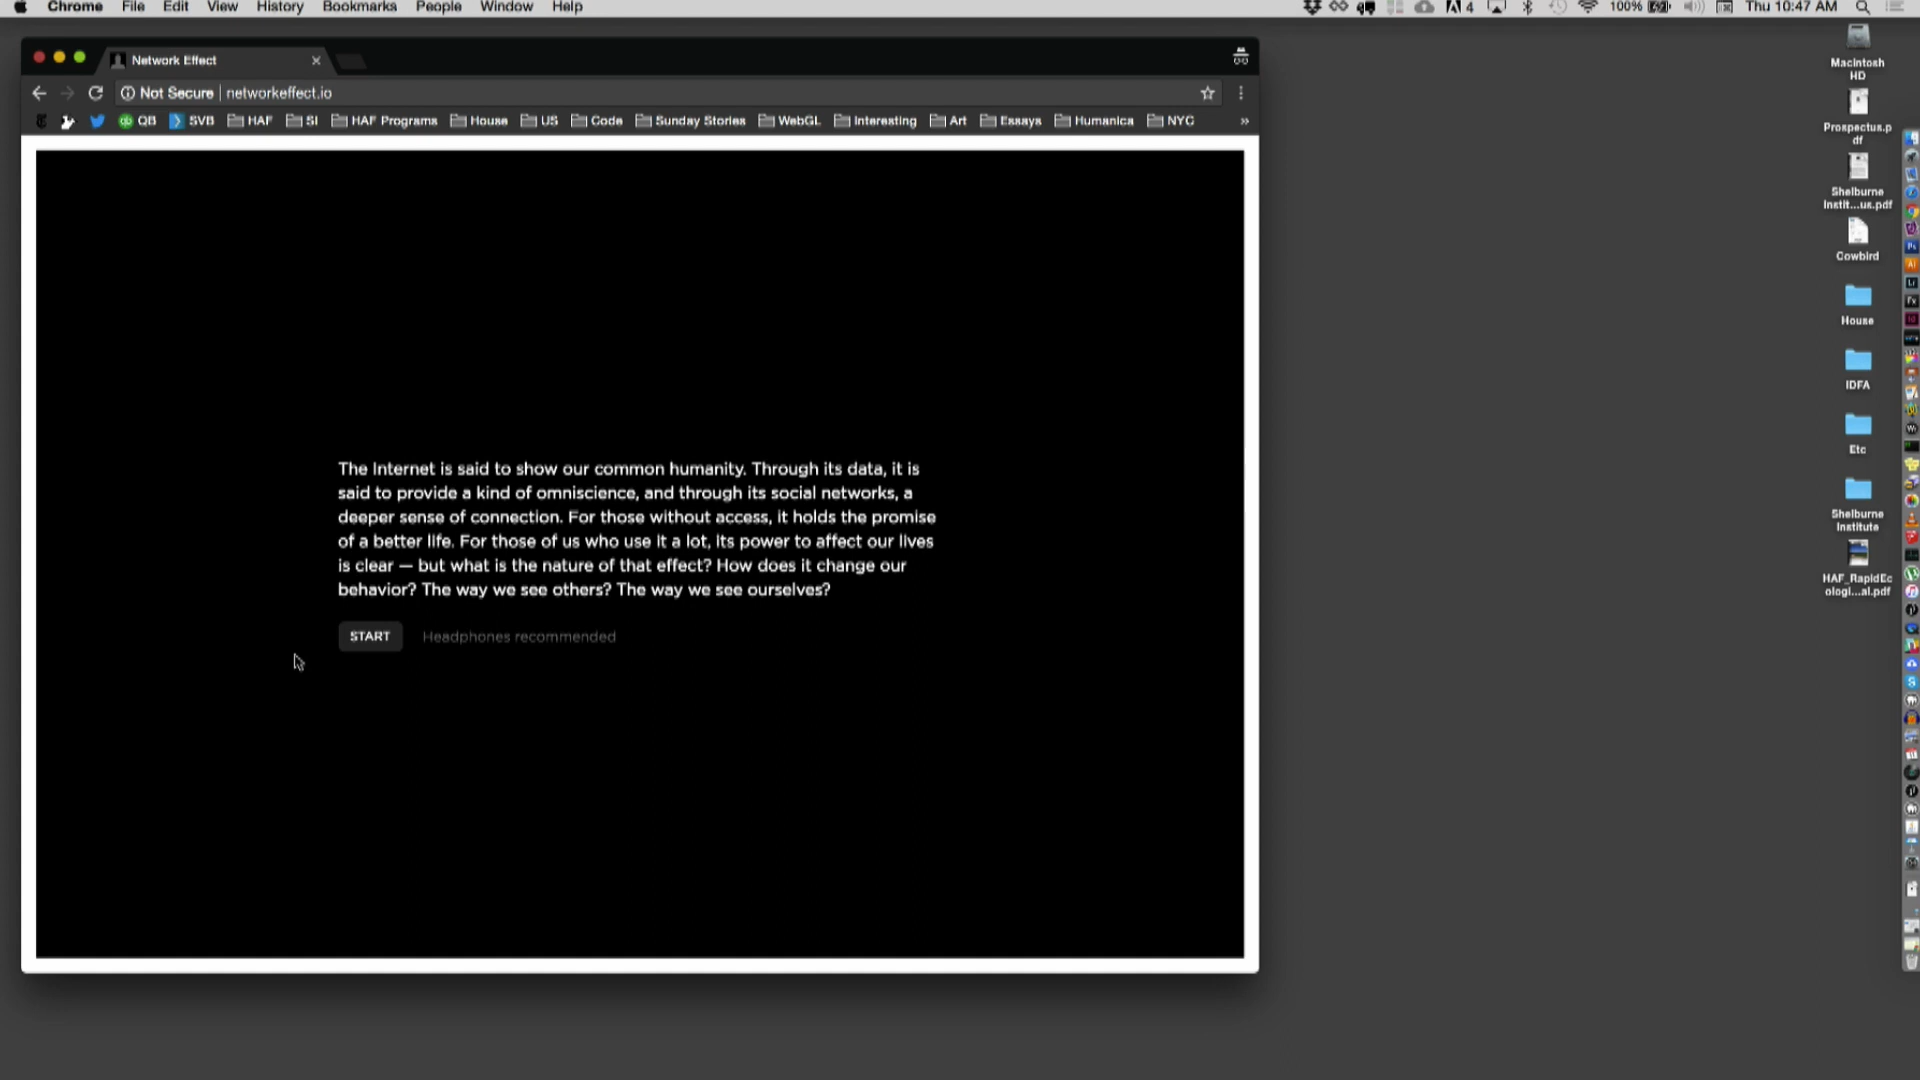 Chrome File Edit View History Bookmarks People Window Help
4 100% Thu 10:47 AM
Network Effect
Not Secure networkeffect.io
QB SVB HAF SI HAF Programs House US Code Sunday Stories WebGL Interesting Art Essays Humanica NYC »
The Internet is said to show our common humanity. Through its data, it is
said to provide a kind of omniscience, and through its social networks, a
deeper sense of connection. For those without access, it holds the promise
of a better life. For those of us who use it a lot, its power to affect our lives
is clear — but what is the nature of that effect? How does it change our
behavior? The way we see others? The way we see ourselves?
START Headphones recommended
Macintosh
HD
Prospectus.p
df
Shelburne
Instit...us.pdf
Cowbird
House
IDFA
Etc
Shelburne
Institute
HAF_RapidEc
ologi...al.pdf